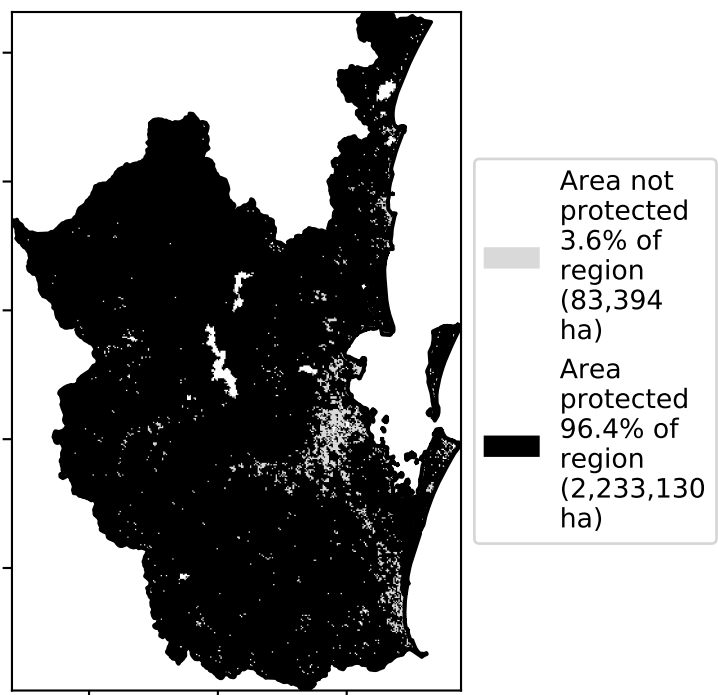 Area not
protected
3.6% of
region
(83,394
ha)
Area
protected
96.4% of
region
(2,233,130
ha)